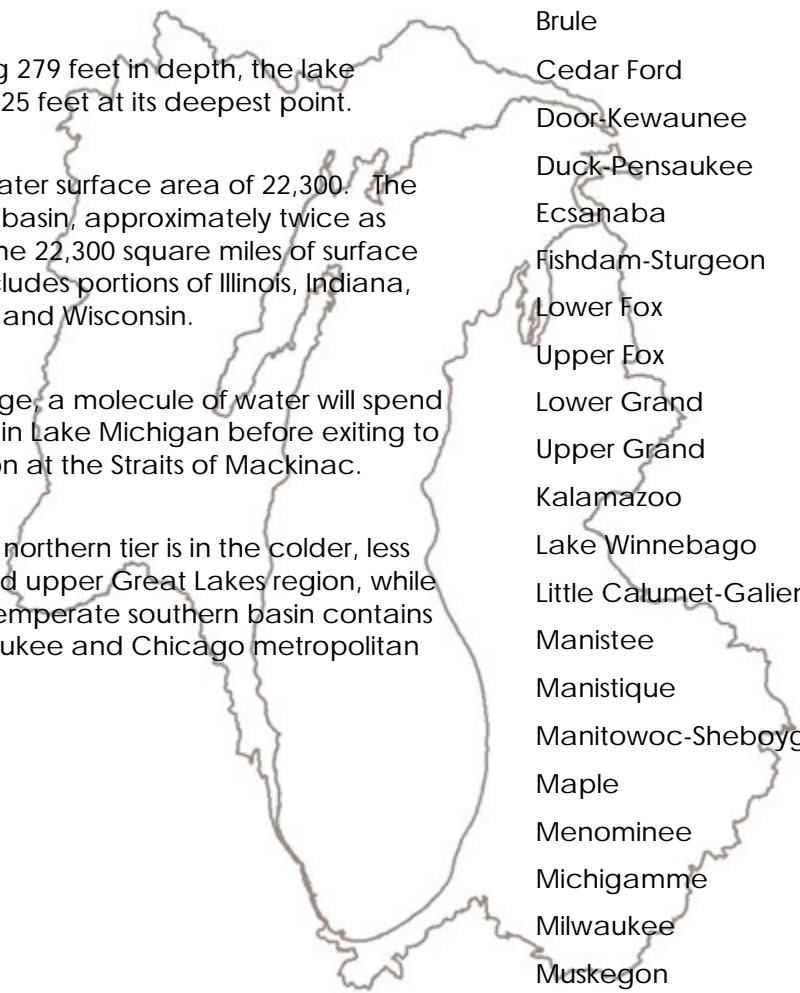 g 279 feet in depth, the lake
25 feet at its deepest point.
ater surface area of 22,300. The
basin, approximately twice as
he 22,300 square miles of surface
cludes portions of Illinois, Indiana,
and Wisconsin.
ge, a molecule of water will spend
in Lake Michigan before exiting to
on at the Straits of Mackinac.
northern tier is in the colder, less
d upper Great Lakes region, while
emperate southern basin contains
ukee and Chicago metropolitan
Brule
Cedar Ford
Door-Kewaunee
Duck-Pensaukee
Ecsanaba
Fishdam-Sturgeon
Lower Fox
Upper Fox
Lower Grand
Upper Grand
Kalamazoo
Lake Winnebago
Little Calumet-Galien
Manistee
Manistique
Manitowoc-Sheboyg
Maple
Menominee
Michigamme
Milwaukee
Muskegon